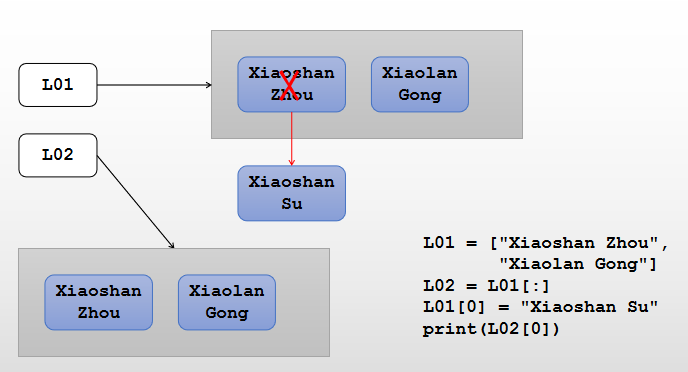 L01
Xiaoshan
Zhou
Xiaolan
Gong
L02
Xiaoshan
Su
Xiaoshan
Zhou
Xiaolan
Gong
L01 = ["Xiaoshan Zhou",
"Xiaolan Gong"]
L02 = L01[:]
L01[0] = "Xiaoshan Su"
print(L02[0])